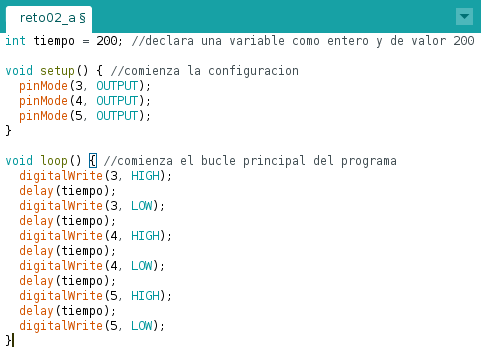 reto02_a §
int tiempo = 200; //declara una variable como entero y de valor 200
void setup() { //comienza la configuracion
pinMode(3, OUTPUT);
pinMode(4, OUTPUT);
pinMode(5, OUTPUT);
}
void loop() { //comienza el bucle principal del programa
digitalWrite(3, HIGH);
delay(tiempo);
digitalWrite(3, LOW);
delay(tiempo);
digitalWrite(4, HIGH);
delay(tiempo);
digitalWrite(4, LOW);
delay(tiempo);
digitalWrite(5, HIGH);
delay(tiempo);
digitalWrite(5, LOW);
}